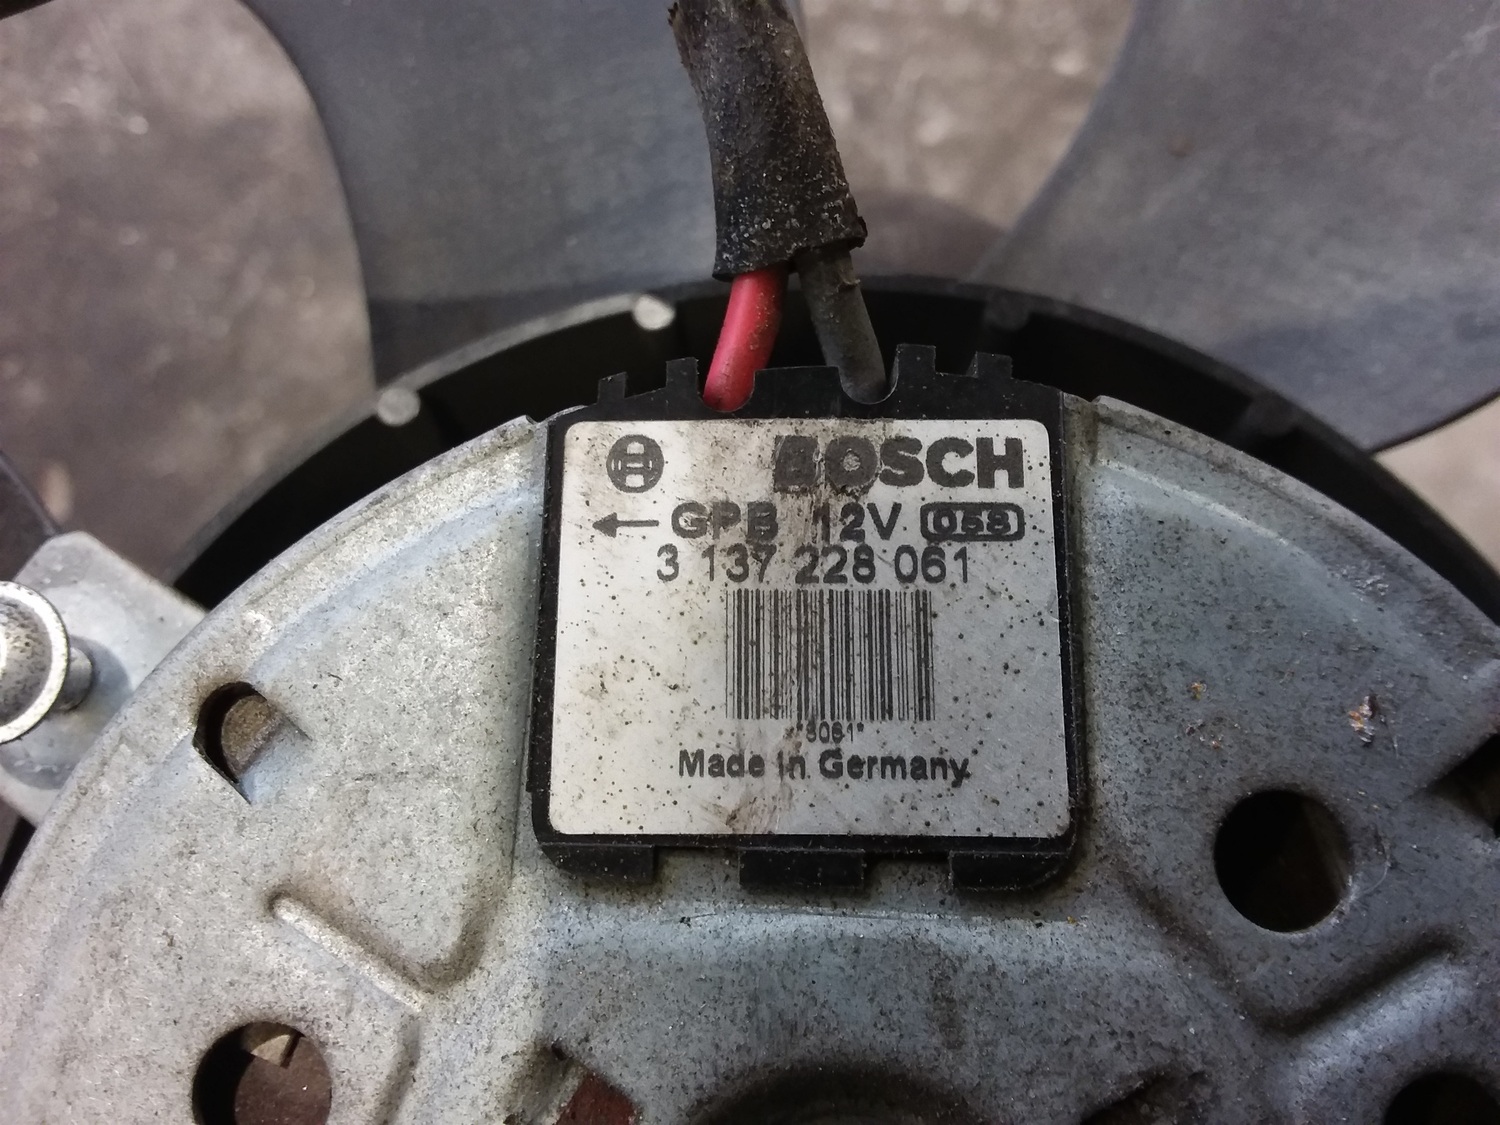 BOSCH
← GPB 12V 058
3 137 228 061
*8061*
Made in Germany